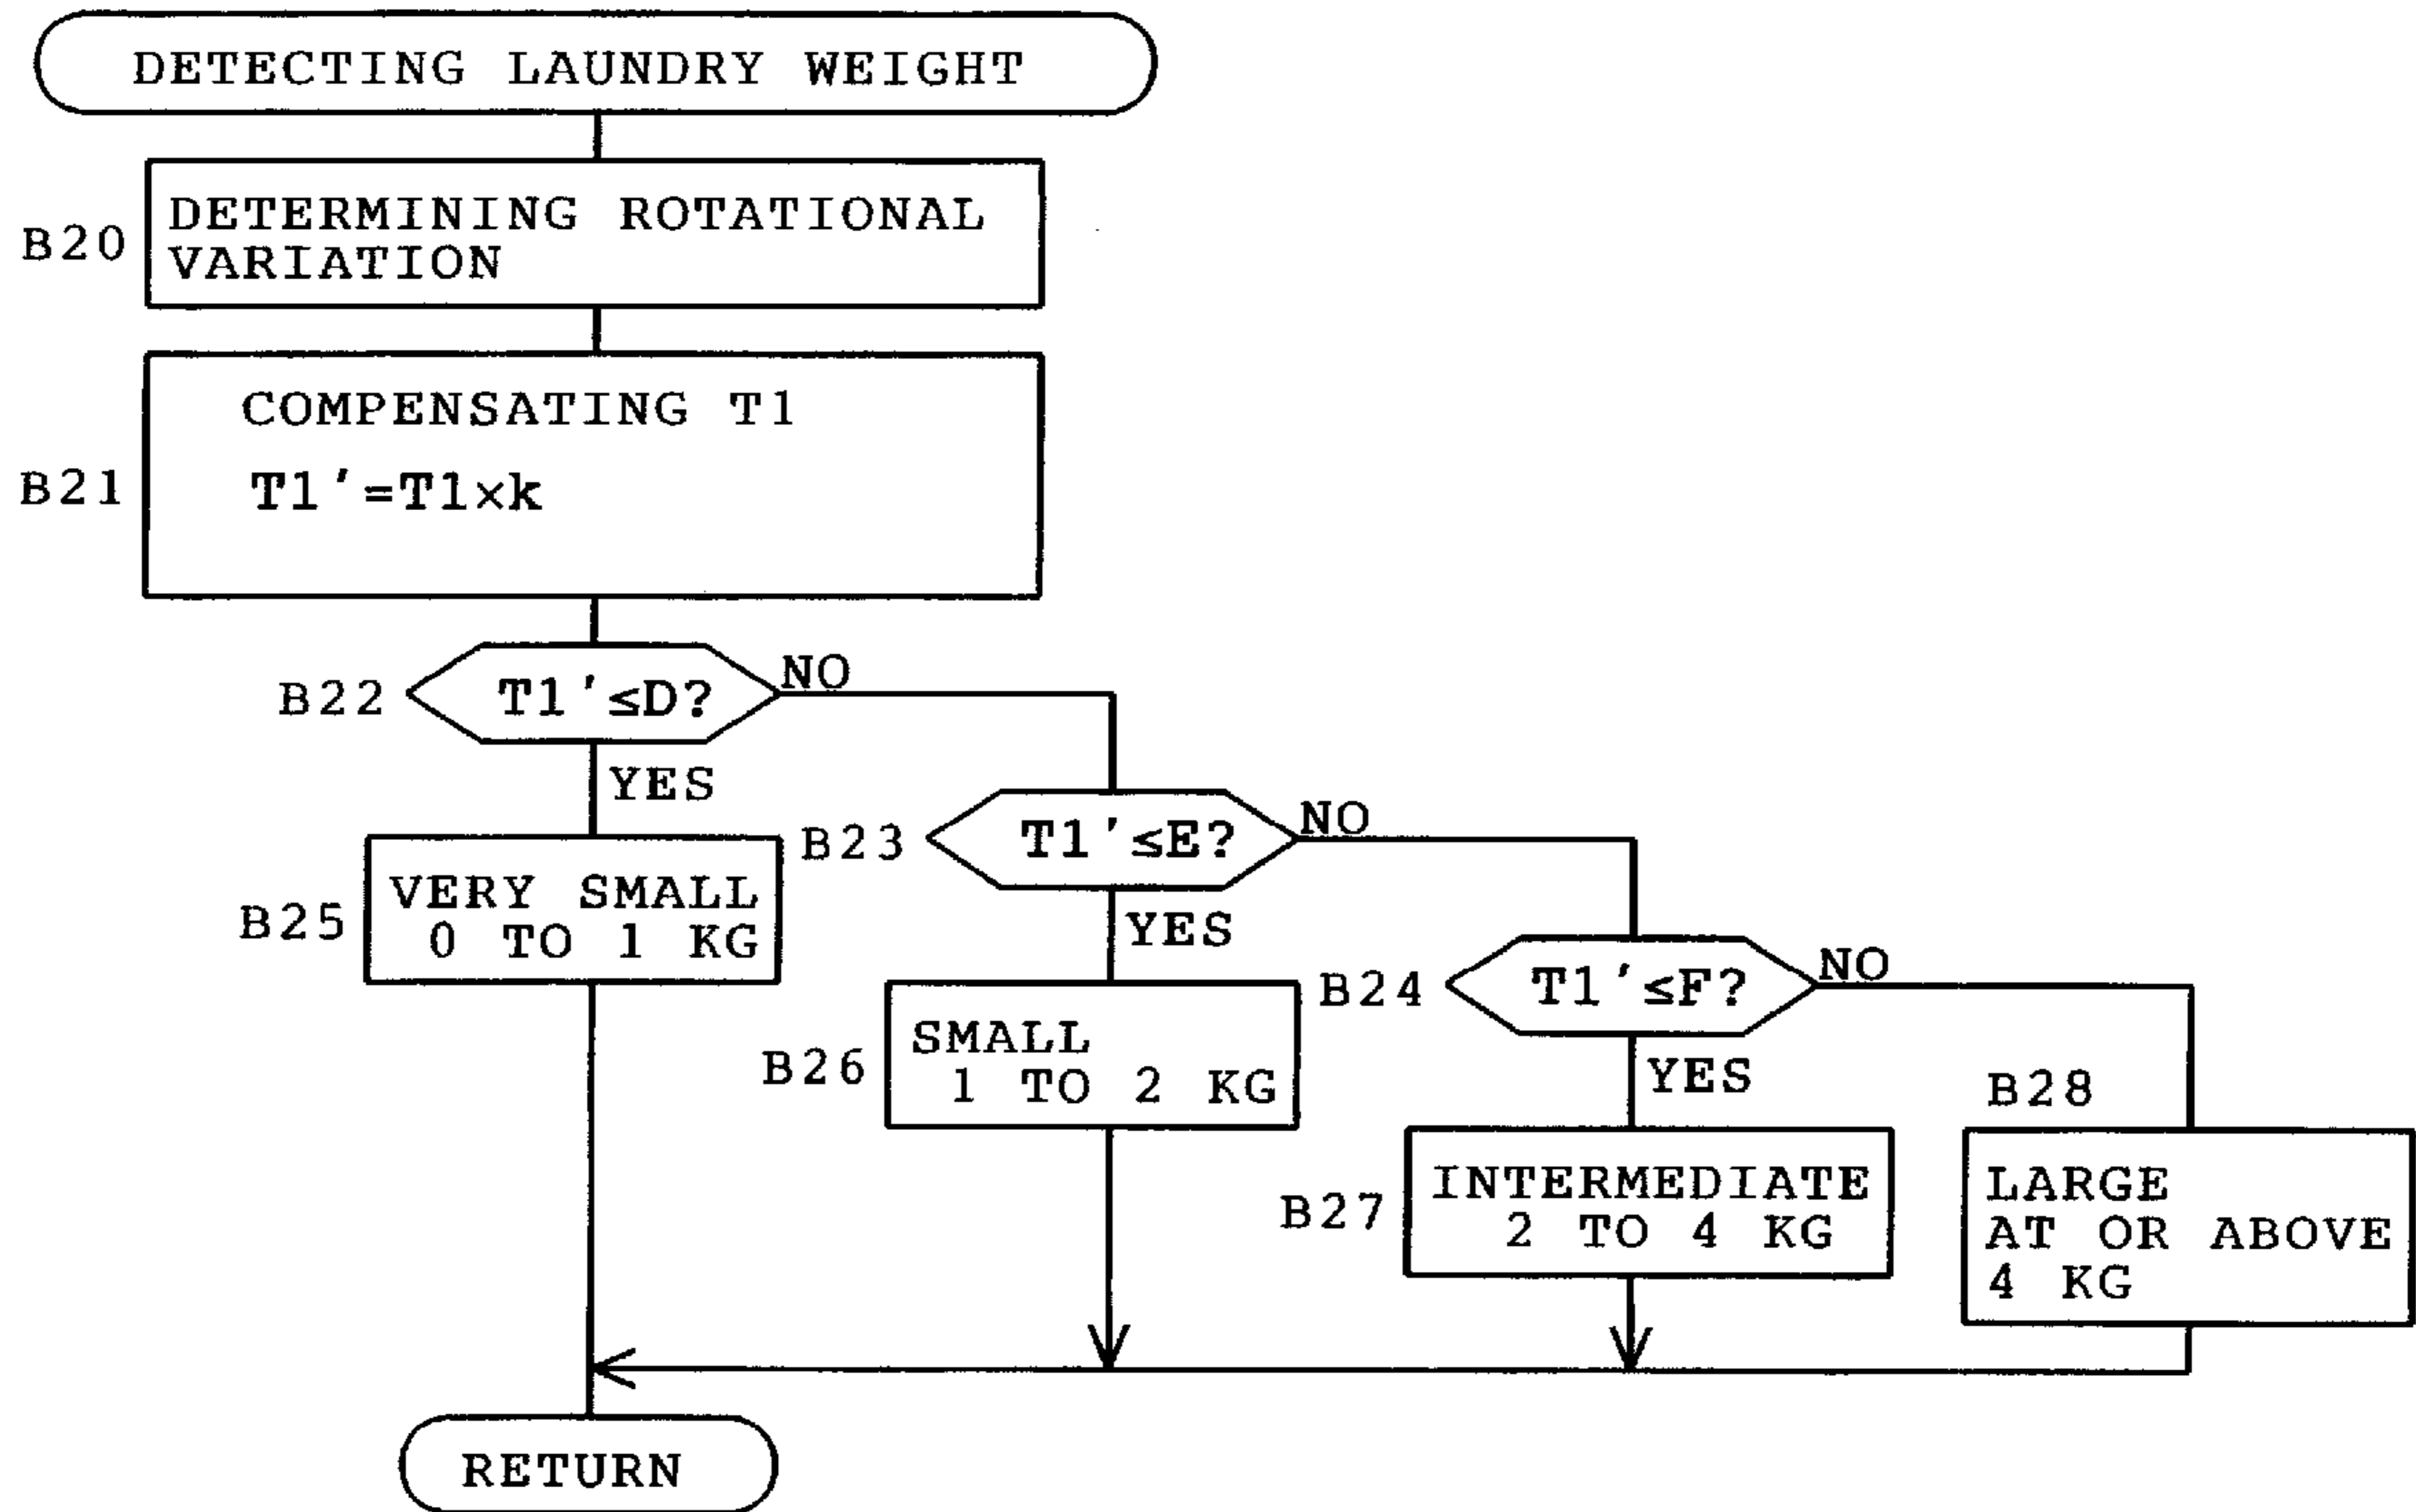 DETECTING LAUNDRY WEIGHT
B20
DETERMINING ROTATIONAL
VARIATION
B21
COMPENSATING T1
T1'=T1×k
B22
T1'≤D?
NO
YES
B23
T1'≤E?
NO
YES
B25
VERY SMALL
0 TO 1 KG
B24
T1'≤F?
NO
YES
B26
SMALL
1 TO 2 KG
B27
INTERMEDIATE
2 TO 4 KG
B28
LARGE
AT OR ABOVE
4 KG
RETURN